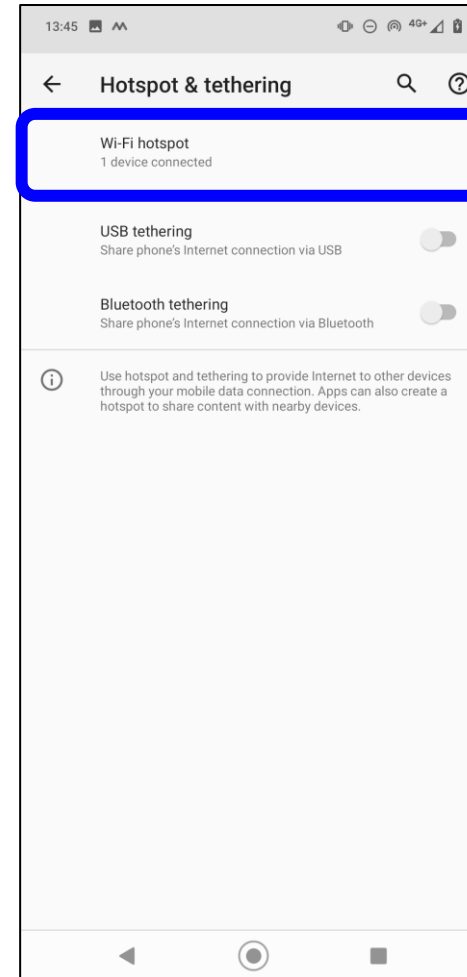 13:45 4G+
Hotspot & tethering
Wi-Fi hotspot
1 device connected
USB tethering
Share phone's Internet connection via USB
Bluetooth tethering
Share phone's Internet connection via Bluetooth
Use hotspot and tethering to provide Internet to other devices
through your mobile data connection. Apps can also create a
hotspot to share content with nearby devices.